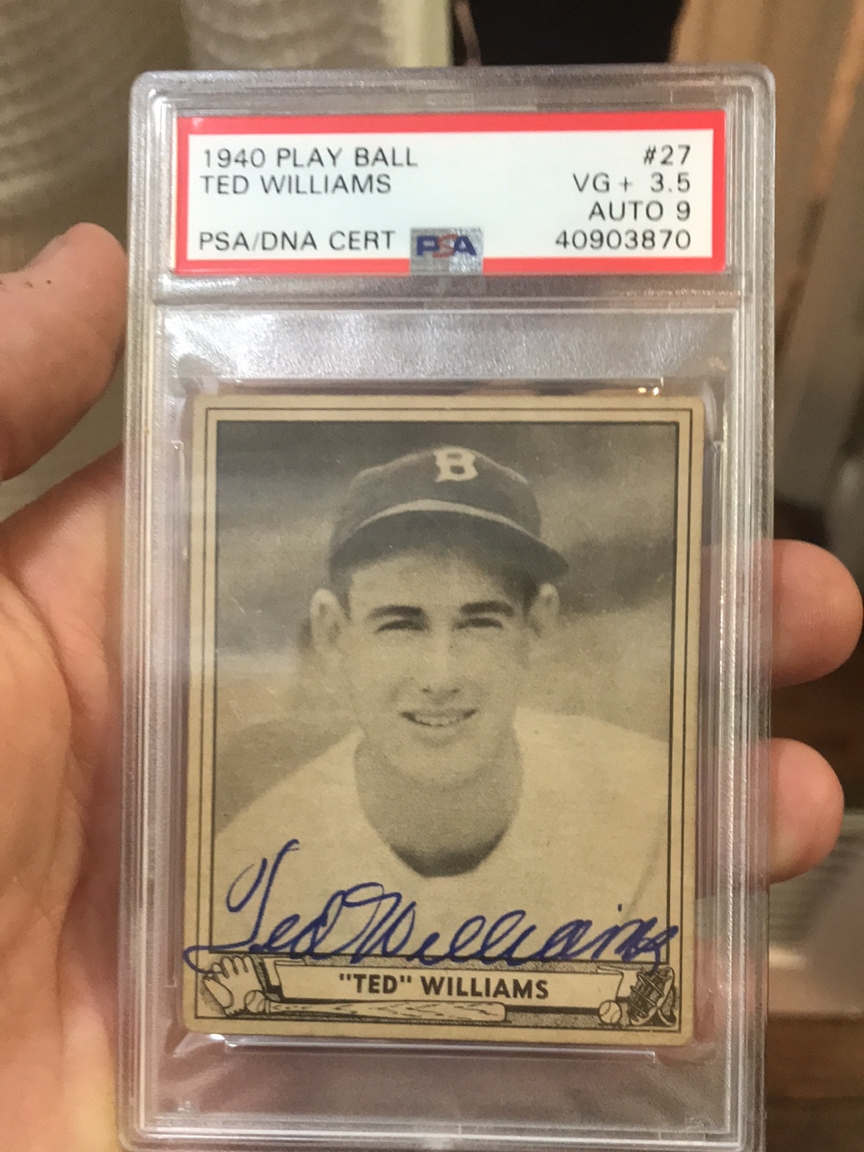 1940 PLAY BALL #27
TED WILLIAMS VG+ 3.5
AUTO 9
PSA/DNA CERT PSA 40903870
B
Ted Williams
"TED" WILLIAMS